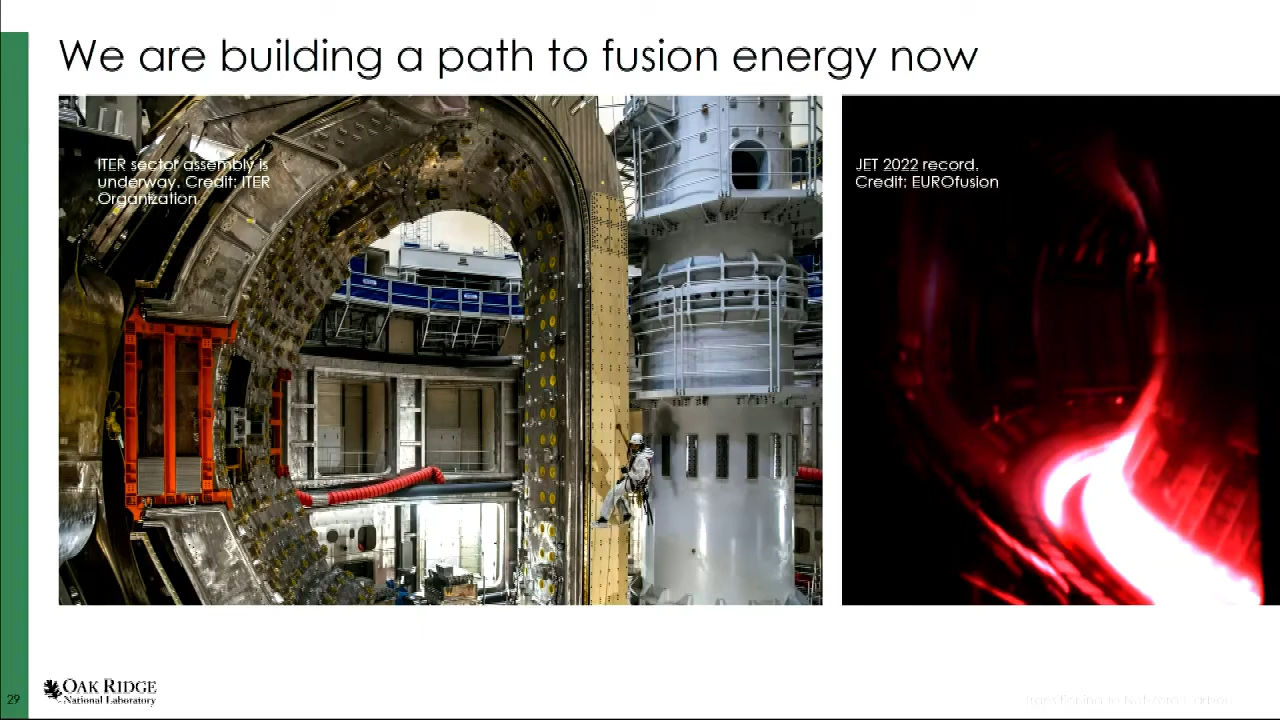 We are building a path to fusion energy now
ITER sector assembly is
underway. Credit: ITER
Organization
JET 2022 record.
Credit: EUROfusion
29
OAK RIDGE
National Laboratory